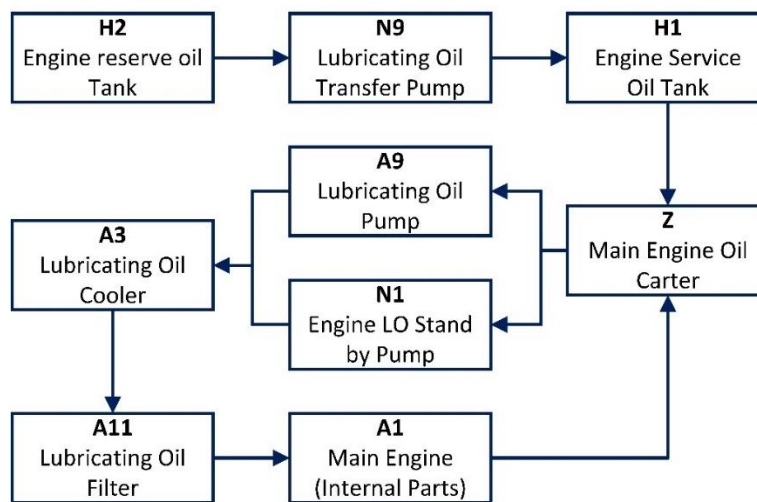 H2
Engine reserve oil
Tank
N9
Lubricating Oil
Transfer Pump
H1
Engine Service
Oil Tank
A9
Lubricating Oil
Pump
Z
Main Engine Oil
Carter
A3
Lubricating Oil
Cooler
N1
Engine LO Stand
by Pump
A11
Lubricating Oil
Filter
A1
Main Engine
(Internal Parts)